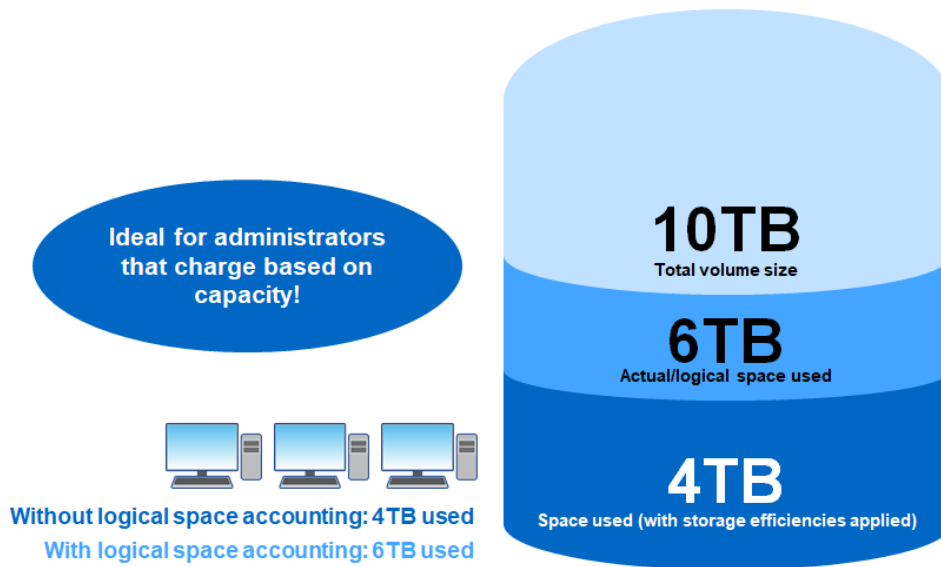 Ideal for administrators
that charge based on
capacity!
10TB
Total volume size
6TB
Actual/logical space used
4TB
Space used (with storage efficiencies applied)
Without logical space accounting: 4TB used
With logical space accounting: 6TB used